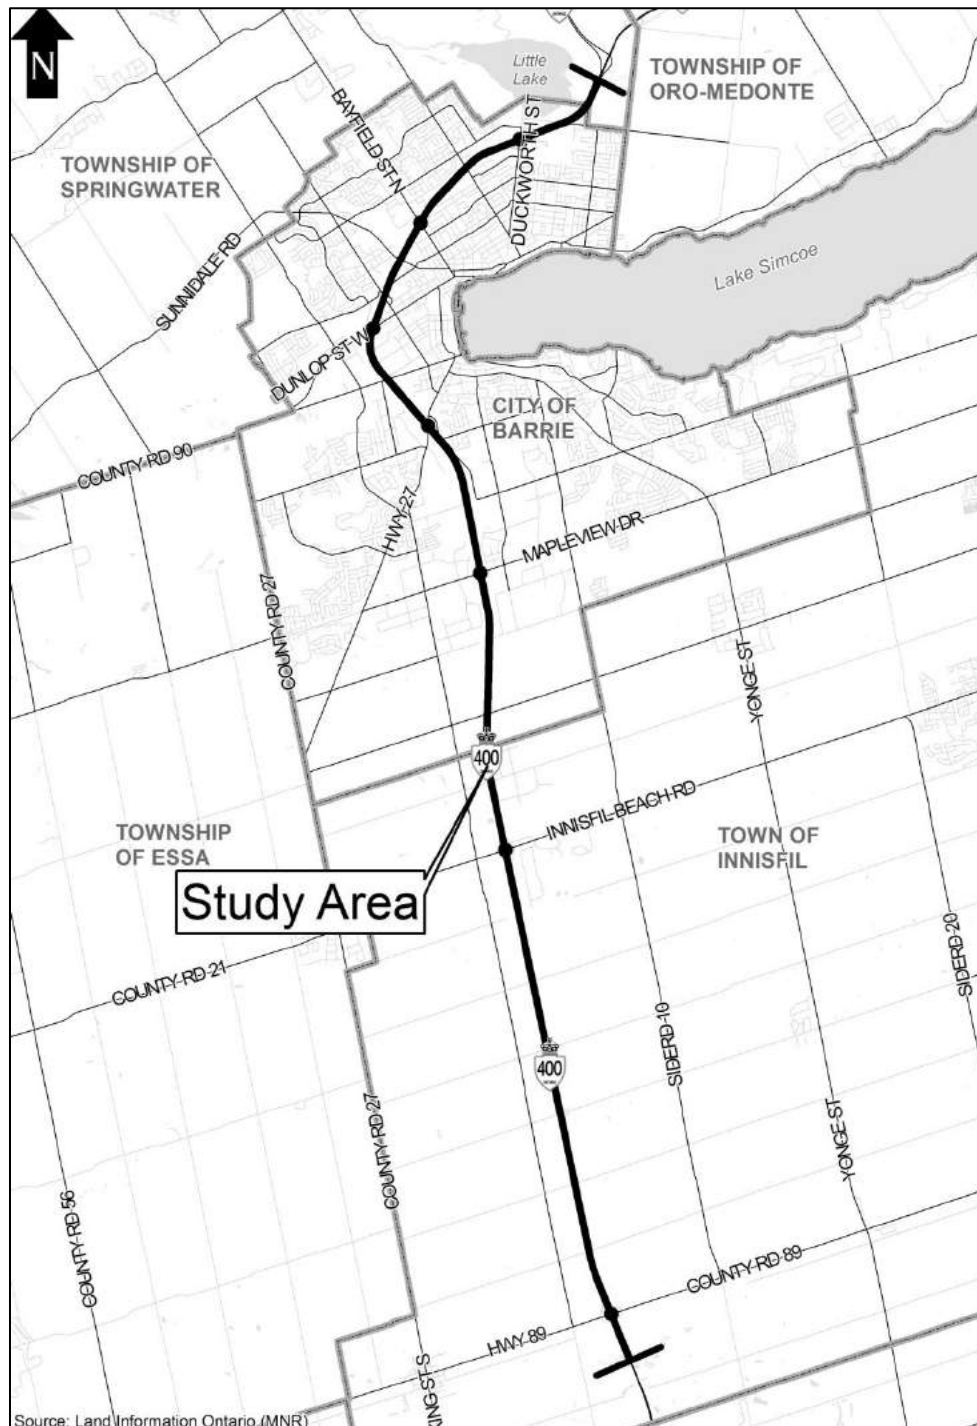 N
Little
Lake
TOWNSHIP OF
ORO-MEDONTE
BAYFIELD ST N
DUCKWORTH ST
TOWNSHIP OF
SPRINGWATER
SUNNIDALE RD
Lake Simcoe
DUNLOP ST W
CITY OF
BARRIE
COUNTY RD 90
HWY 27
MAPLEVIEW DR
COUNTY RD 27
YONGE ST
400
INNISFIL BEACH RD
TOWNSHIP
OF ESSA
TOWN OF
INNISFIL
Study Area
COUNTY RD 21
SIDERD 20
SIDERD 10
400
COUNTY RD 27
YONGE ST
COUNTY RD 56
COUNTY RD 89
HWY 89
KING ST S
Source: Land Information Ontario (MNR)